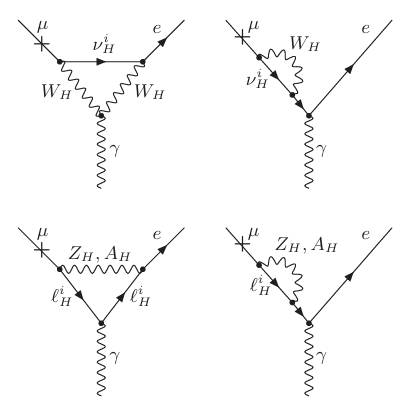 μ e μ e
ν_H^i W_H
W_H W_H ν_H^i
γ γ
μ e μ e
Z_H, A_H Z_H, A_H
ℓ_H^i ℓ_H^i ℓ_H^i
γ γ